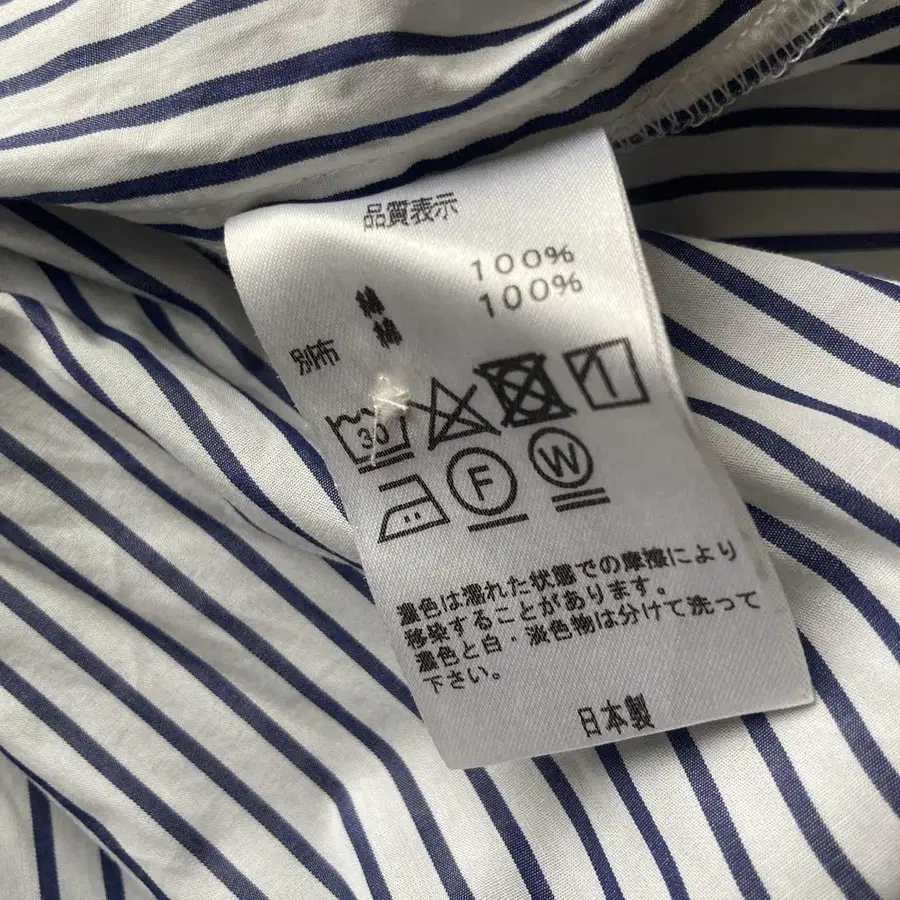 品質表示
綿 100%
別布 綿 100%
30
F W
濃色は濡れた状態での摩擦により
移染することがあります。
濃色と白・淡色物は分けて洗って
下さい。
日本製